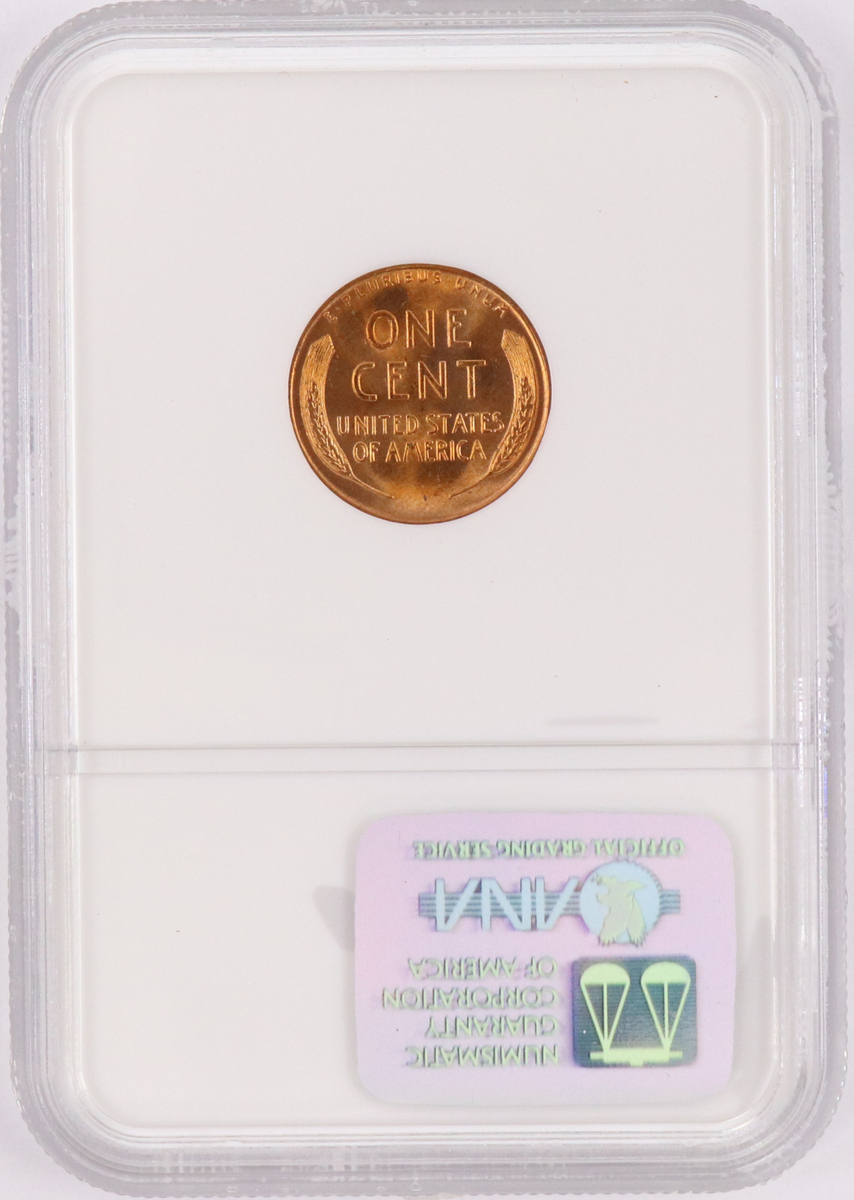 E PLURIBUS UNUM
ONE
CENT
UNITED STATES
OF AMERICA
NUMISMATIC
GUARANTY
CORPORATION
OF AMERICA
ANA
OFFICIAL GRADING SERVICE